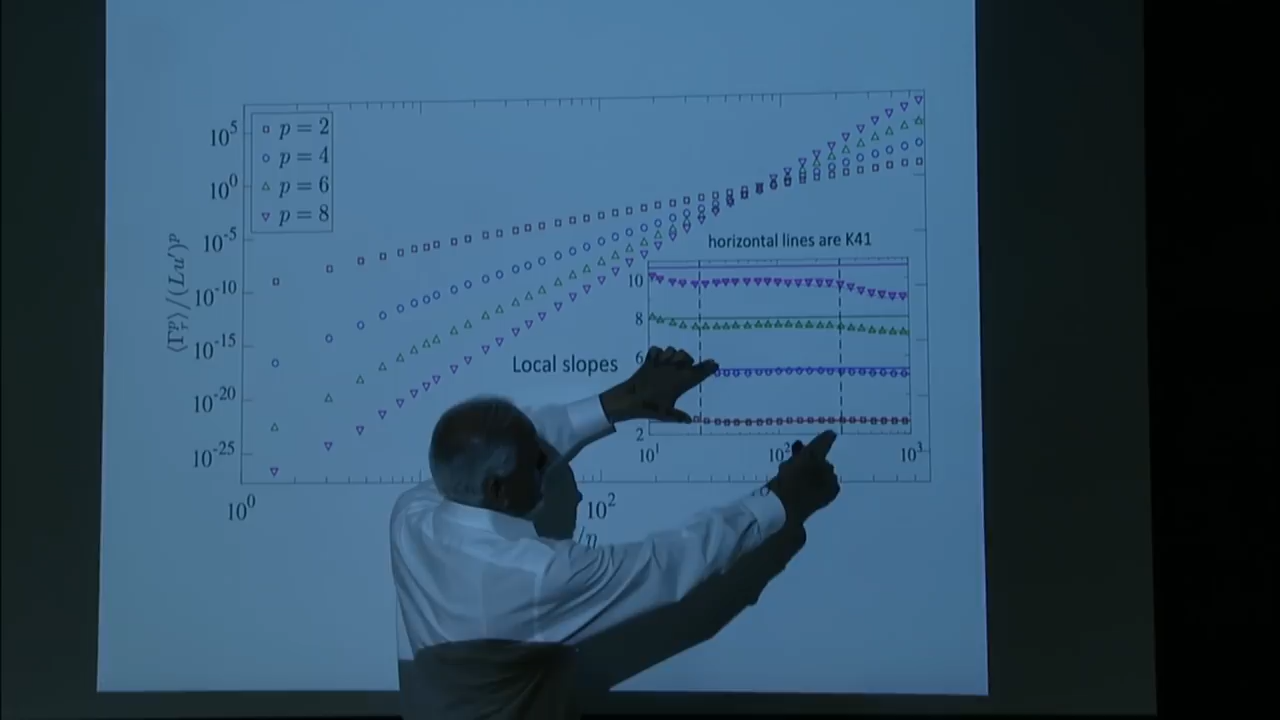 10^5
10^0
10^-5
10^-10
10^-15
10^-20
10^-25
⟨Γ_r^p⟩/(Lu′)^p
p = 2
p = 4
p = 6
p = 8
horizontal lines are K41
Local slopes
10
8
6
2
10^1
10^2
10^3
10^0
10^2
/η